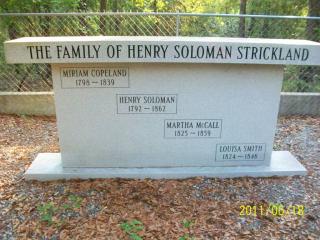 THE FAMILY OF HENRY SOLOMAN STRICKLAND
MIRIAM COPELAND
1798 ~ 1839
HENRY SOLOMAN
1792 ~ 1862
MARTHA McCALL
1825 ~ 1859
LOUISA SMITH
1824 ~ 1848
2011/06/18